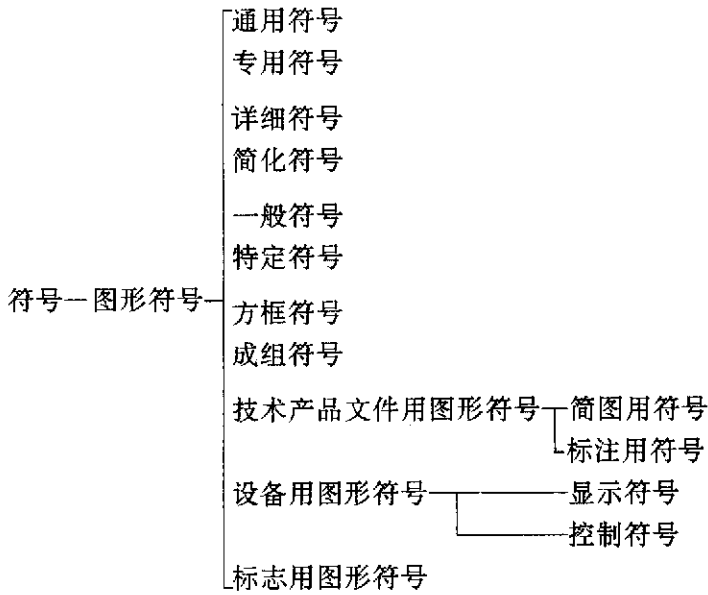 通用符号
专用符号
详细符号
简化符号
一般符号
特定符号
符号—图形符号
方框符号
成组符号
技术产品文件用图形符号 简图用符号
标注用符号
设备用图形符号 显示符号
控制符号
标志用图形符号